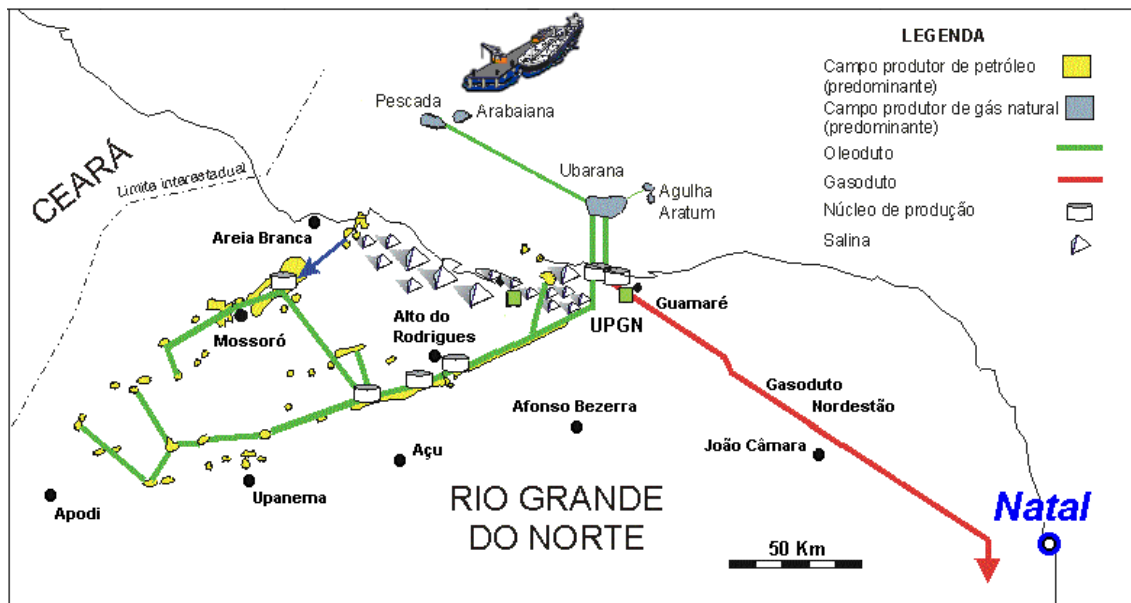 LEGENDA
Campo produtor de petróleo
(predominante)
Campo produtor de gás natural
(predominante)
Oleoduto
Gasoduto
Núcleo de produção
Salina
Pescada
Arabaiana
CEARÁ
Limite interestadual
Ubarana
Agulha
Aratum
Areia Branca
Guamaré
UPGN
Mossoró
Alto do
Rodrigues
Gasoduto
Nordestão
Afonso Bezerra
João Câmara
Açu
Upanema
Apodi
RIO GRANDE
DO NORTE
Natal
50 Km